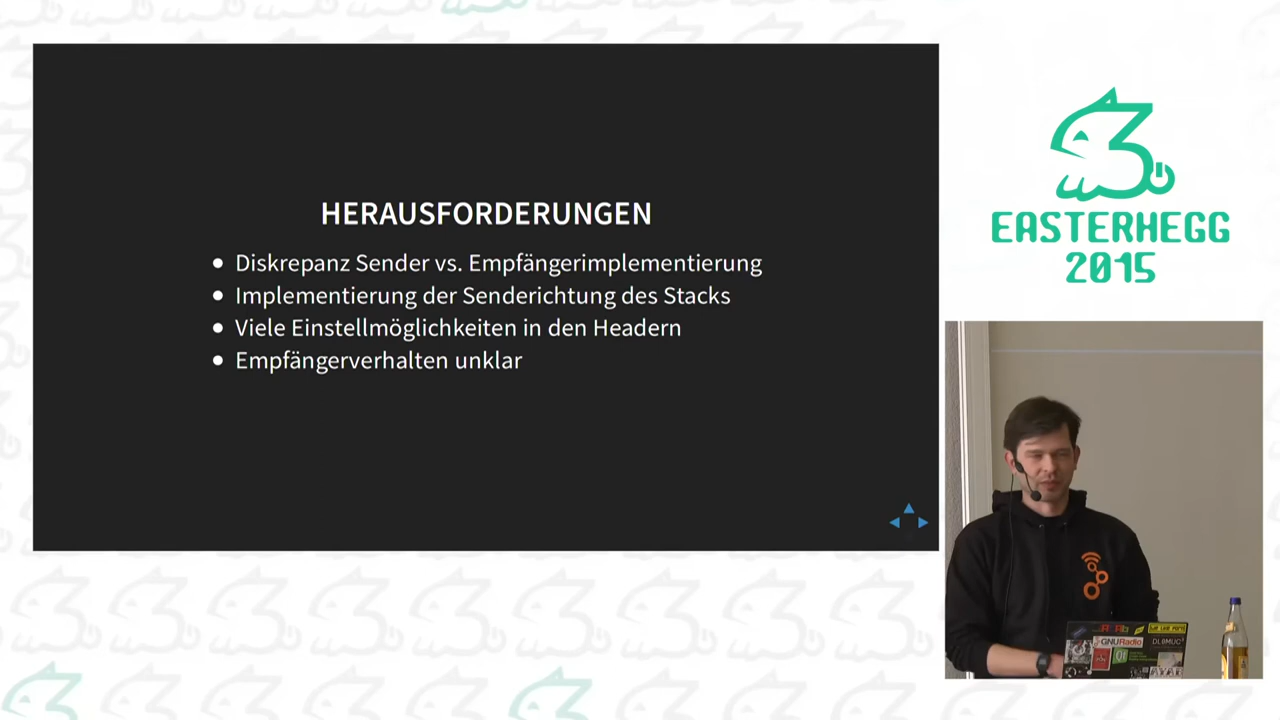 HERAUSFORDERUNGEN
Diskrepanz Sender vs. Empfängerimplementierung
Implementierung der Senderichtung des Stacks
Viele Einstellmöglichkeiten in den Headern
Empfängerverhalten unklar
EASTERHEGG
2015
GNURadio
Qt